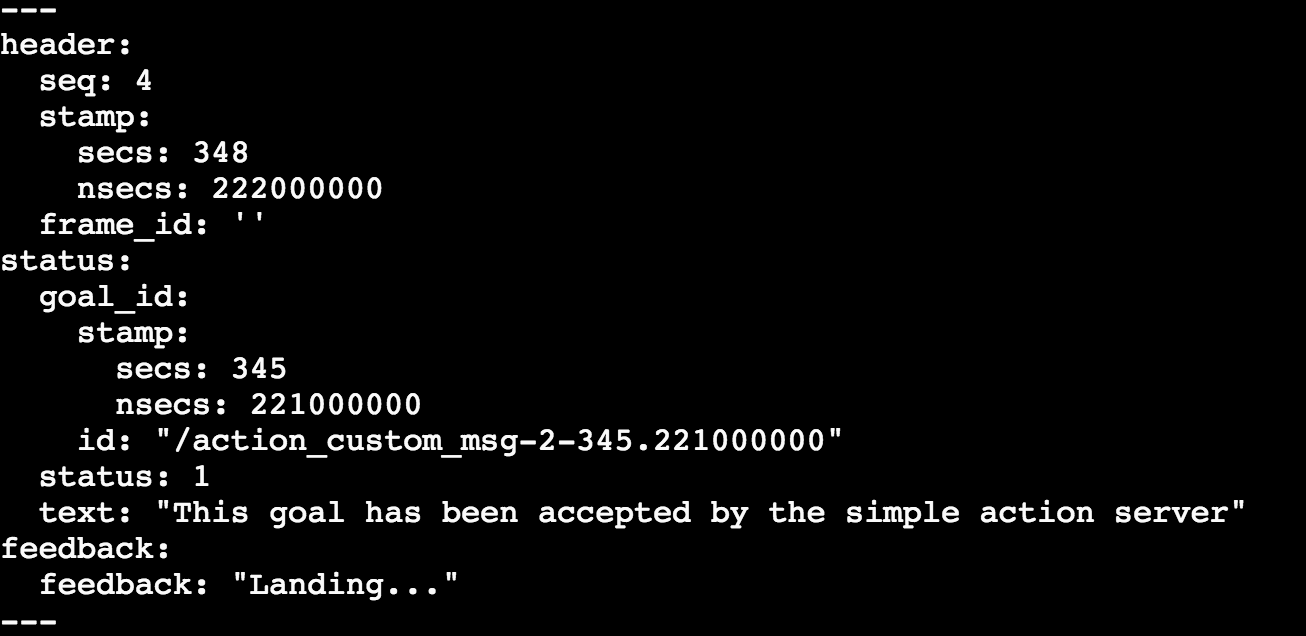 ---
header:
  seq: 4
  stamp:
    secs: 348
    nsecs: 222000000
  frame_id: ''
status:
  goal_id:
    stamp:
      secs: 345
      nsecs: 221000000
    id: "/action_custom_msg-2-345.221000000"
  status: 1
  text: "This goal has been accepted by the simple action server"
feedback:
  feedback: "Landing..."
---